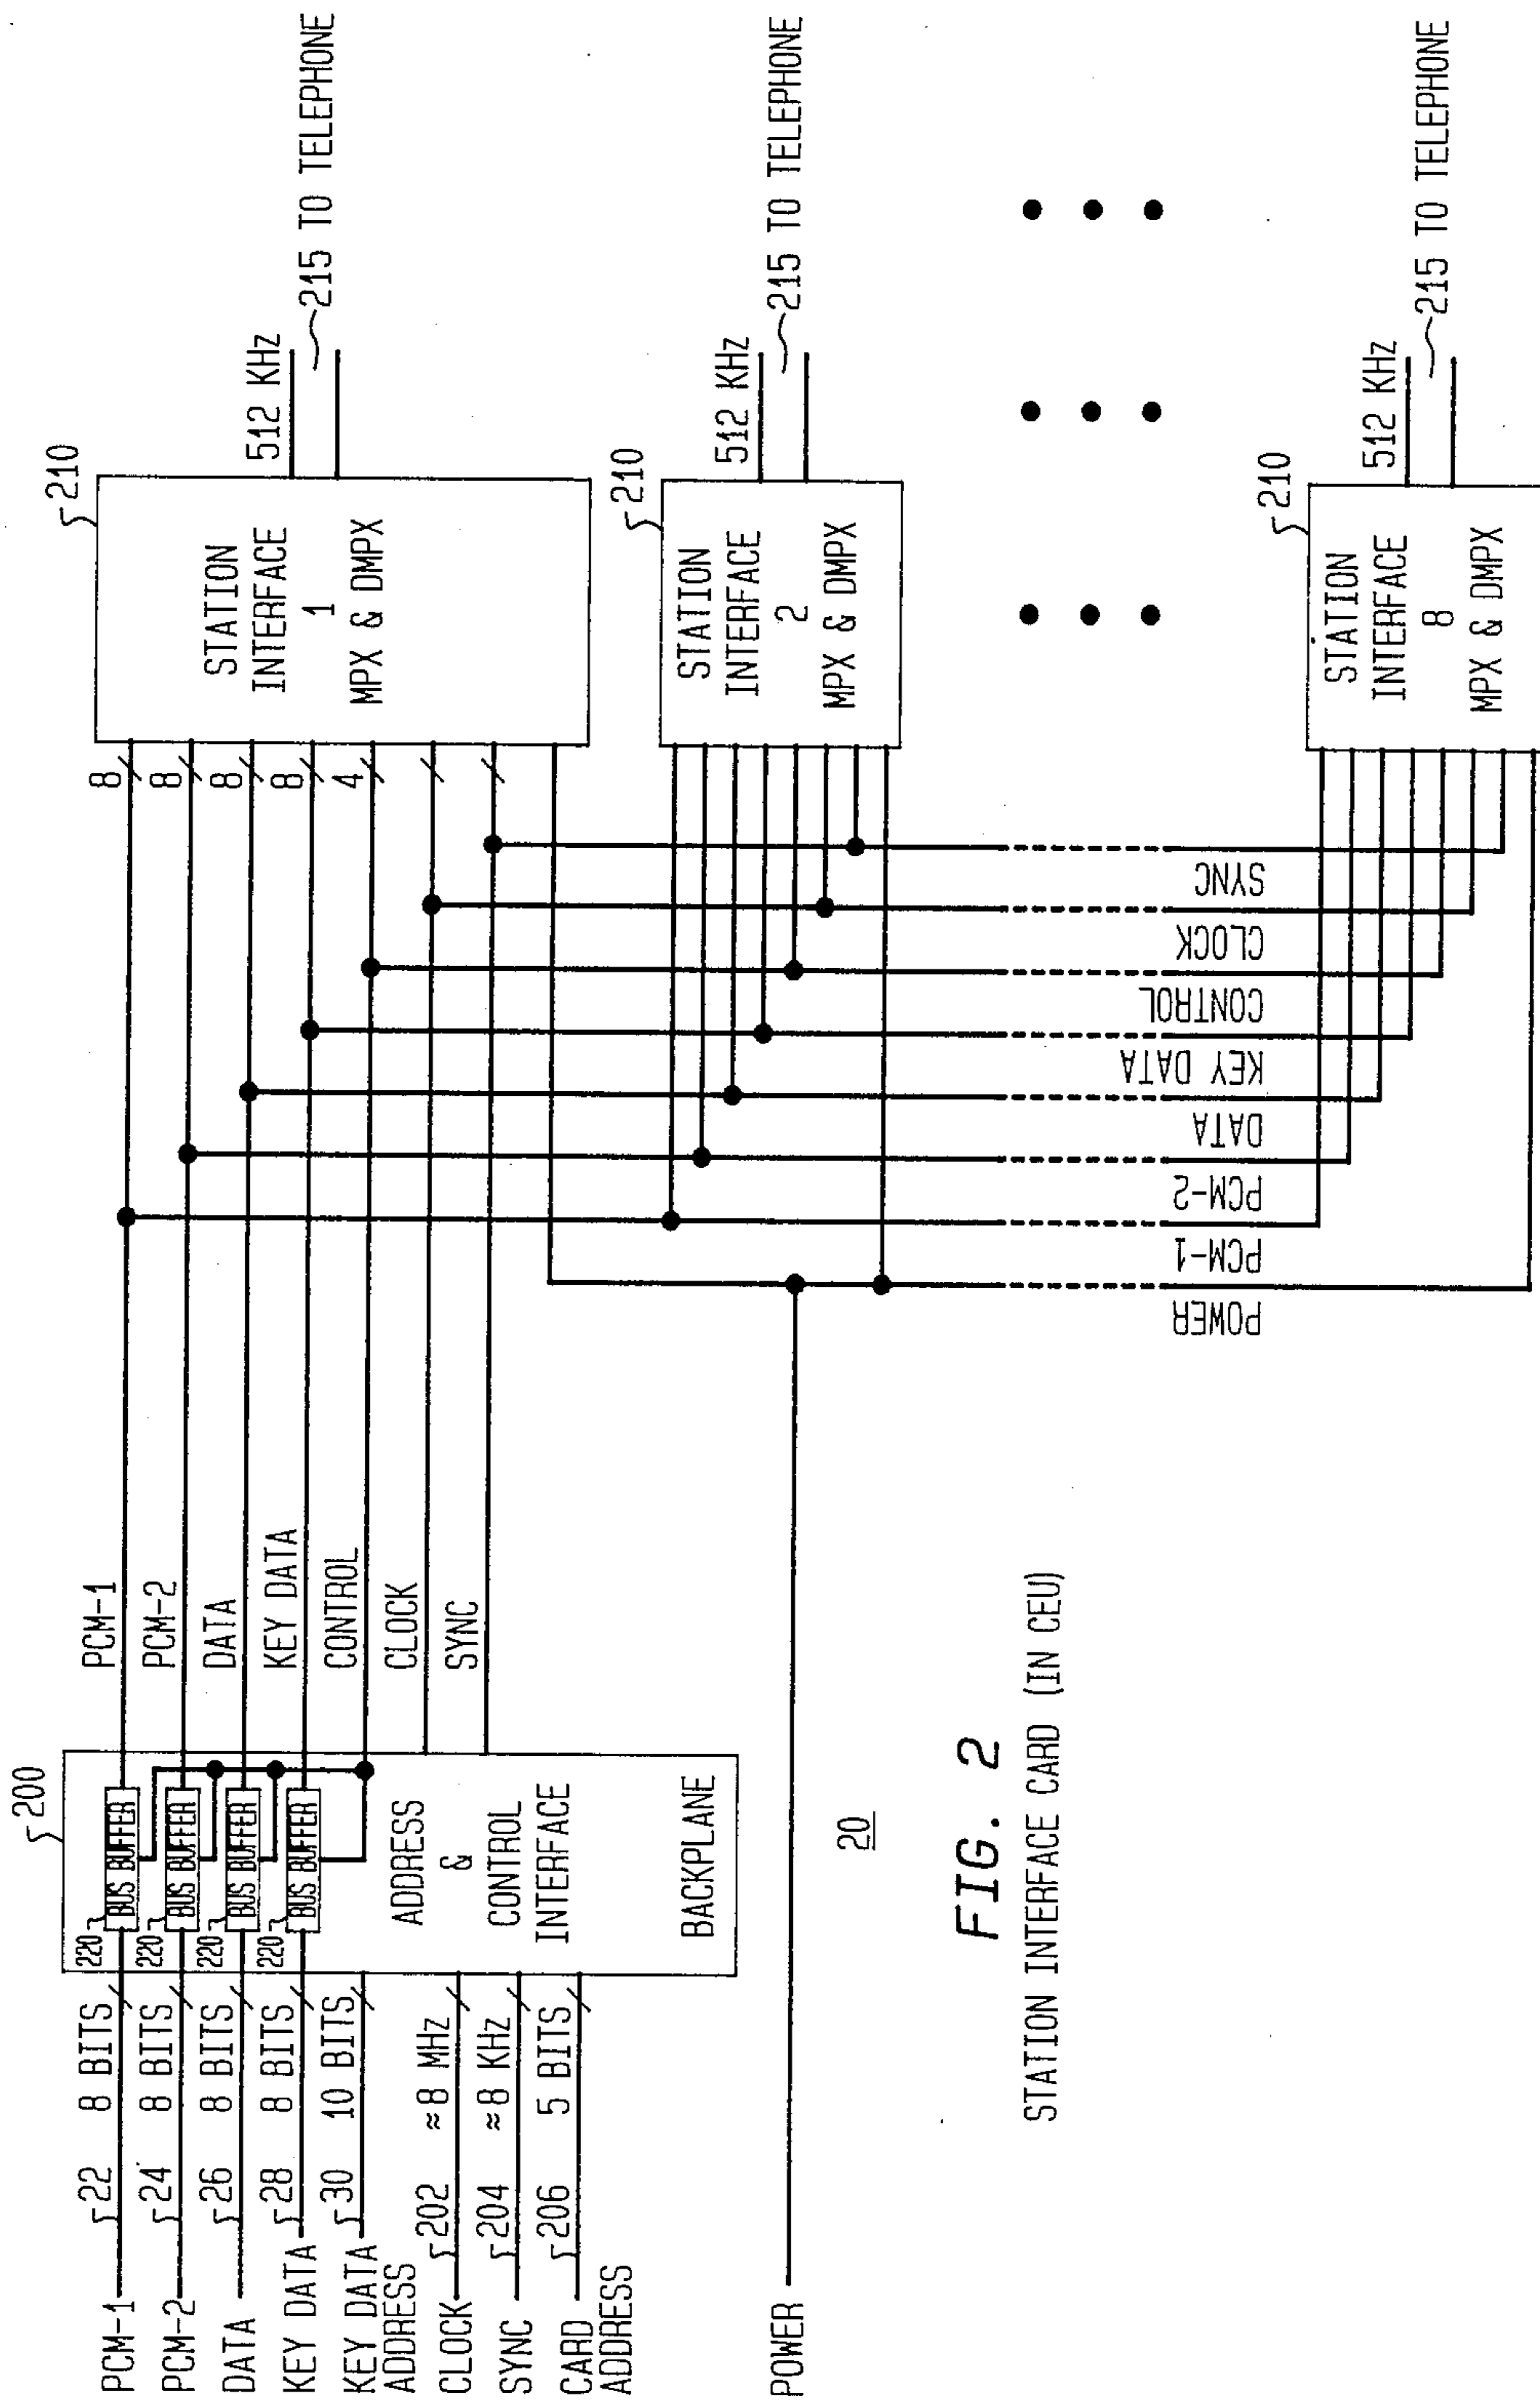 PCM-1 22 8 BITS
PCM-2 24 8 BITS
DATA 26 8 BITS
KEY DATA 28 8 BITS
KEY DATA ADDRESS 30 10 BITS
CLOCK 202 ≈8 MHz
SYNC 204 ≈8 KHz
CARD ADDRESS 206 5 BITS
POWER
200
220 BUS BUFFER
220 BUS BUFFER
220 BUS BUFFER
220 BUS BUFFER
ADDRESS
&
CONTROL
INTERFACE
BACKPLANE
PCM-1
PCM-2
DATA
KEY DATA
CONTROL
CLOCK
SYNC
8
8
8
8
4
210
STATION
INTERFACE
1
MPX & DMPX
512 KHz
215 TO TELEPHONE
210
STATION
INTERFACE
2
MPX & DMPX
512 KHz
215 TO TELEPHONE
POWER
PCM-1
PCM-2
DATA
KEY DATA
CONTROL
CLOCK
SYNC
210
STATION
INTERFACE
8
MPX & DMPX
512 KHz
215 TO TELEPHONE
20
FIG. 2
STATION INTERFACE CARD (IN CEU)